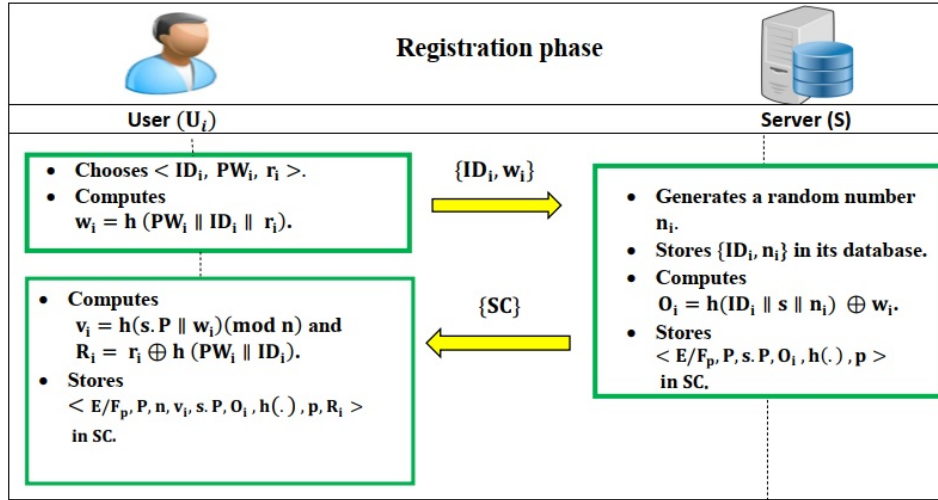 Registration phase
User (Uᵢ)
Server (S)
• Chooses < IDᵢ, PWᵢ, rᵢ >.
• Computes
wᵢ = h (PWᵢ ∥ IDᵢ ∥ rᵢ).
{IDᵢ, wᵢ}
• Generates a random number
nᵢ.
• Stores {IDᵢ, nᵢ} in its database.
• Computes
Oᵢ = h(IDᵢ ∥ s ∥ nᵢ) ⊕ wᵢ.
• Stores
< E/Fₚ, P, s. P, Oᵢ, h(. ) , p >
in SC.
{SC}
• Computes
vᵢ = h(s. P ∥ wᵢ)(mod n) and
Rᵢ = rᵢ ⊕ h (PWᵢ ∥ IDᵢ).
• Stores
< E/Fₚ, P, n, vᵢ, s. P, Oᵢ , h(. ) , p, Rᵢ >
in SC.